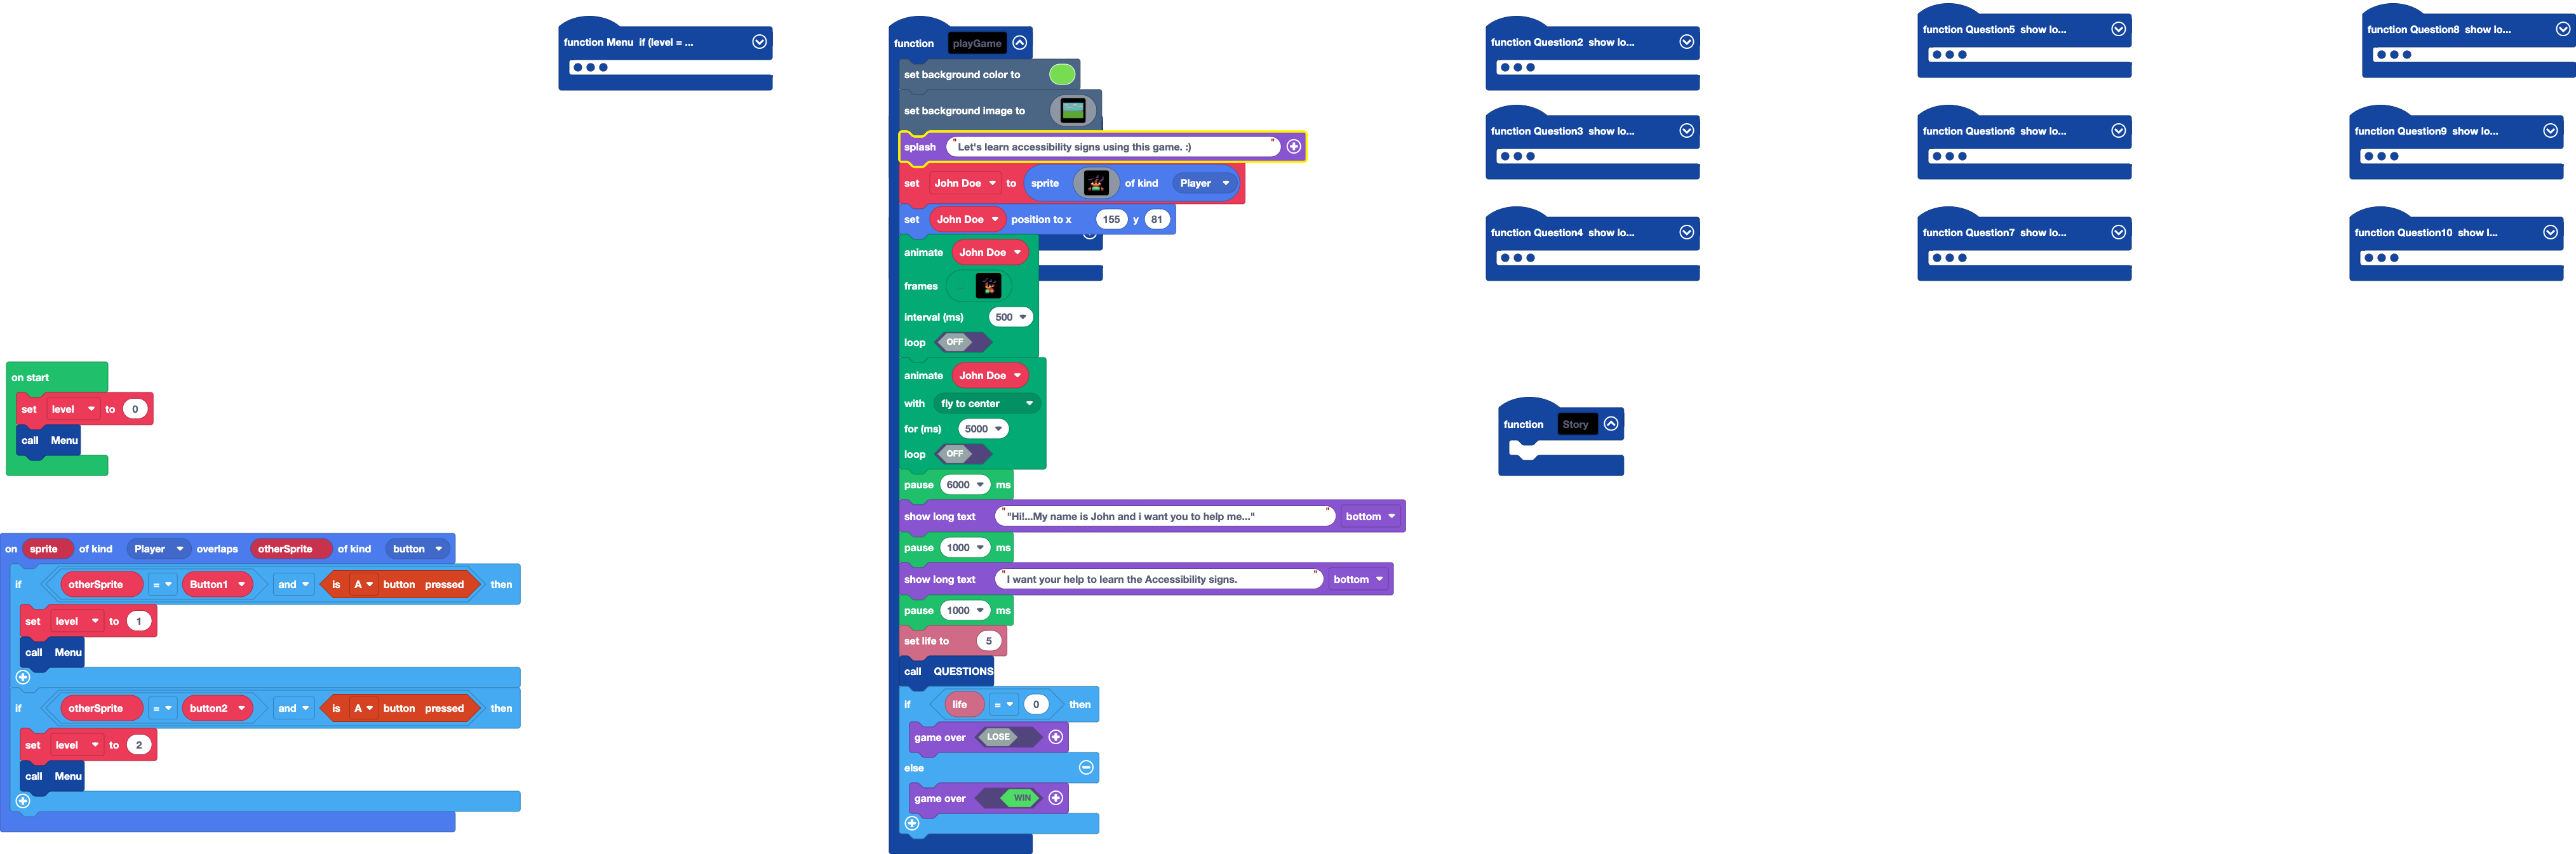 function Menu if (level = ...
function playGame
set background color to
set background image to
splash "Let's learn accessibility signs using this game. :)"
set John Doe to sprite of kind Player
set John Doe position to x 155 y 81
animate John Doe
frames
interval (ms) 500
loop OFF
animate John Doe
with fly to center
for (ms) 5000
loop OFF
pause 6000 ms
show long text ""Hi!...My name is John and i want you to help me..."" bottom
pause 1000 ms
show long text "I want your help to learn the Accessibility signs." bottom
pause 1000 ms
set life to 5
call QUESTIONS
if life = 0 then
game over LOSE
else
game over WIN
function Question2 show lo...
function Question3 show lo...
function Question4 show lo...
function Question5 show lo...
function Question6 show lo...
function Question7 show lo...
function Question8 show lo...
function Question9 show lo...
function Question10 show l...
function Story
on start
set level to 0
call Menu
on sprite of kind Player overlaps otherSprite of kind button
if otherSprite = Button1 and is A button pressed then
set level to 1
call Menu
if otherSprite = button2 and is A button pressed then
set level to 2
call Menu